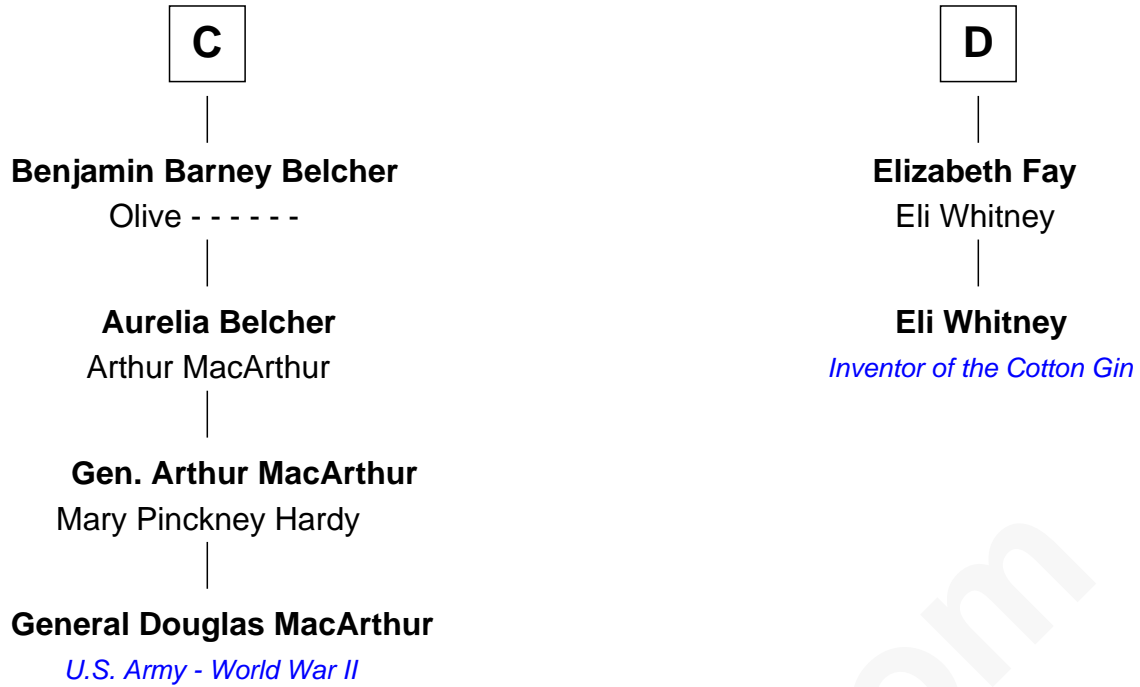 C
Benjamin Barney Belcher
Olive - - - - - -
Aurelia Belcher
Arthur MacArthur
Gen. Arthur MacArthur
Mary Pinckney Hardy
General Douglas MacArthur
U.S. Army - World War II
D
Elizabeth Fay
Eli Whitney
Eli Whitney
Inventor of the Cotton Gin
om